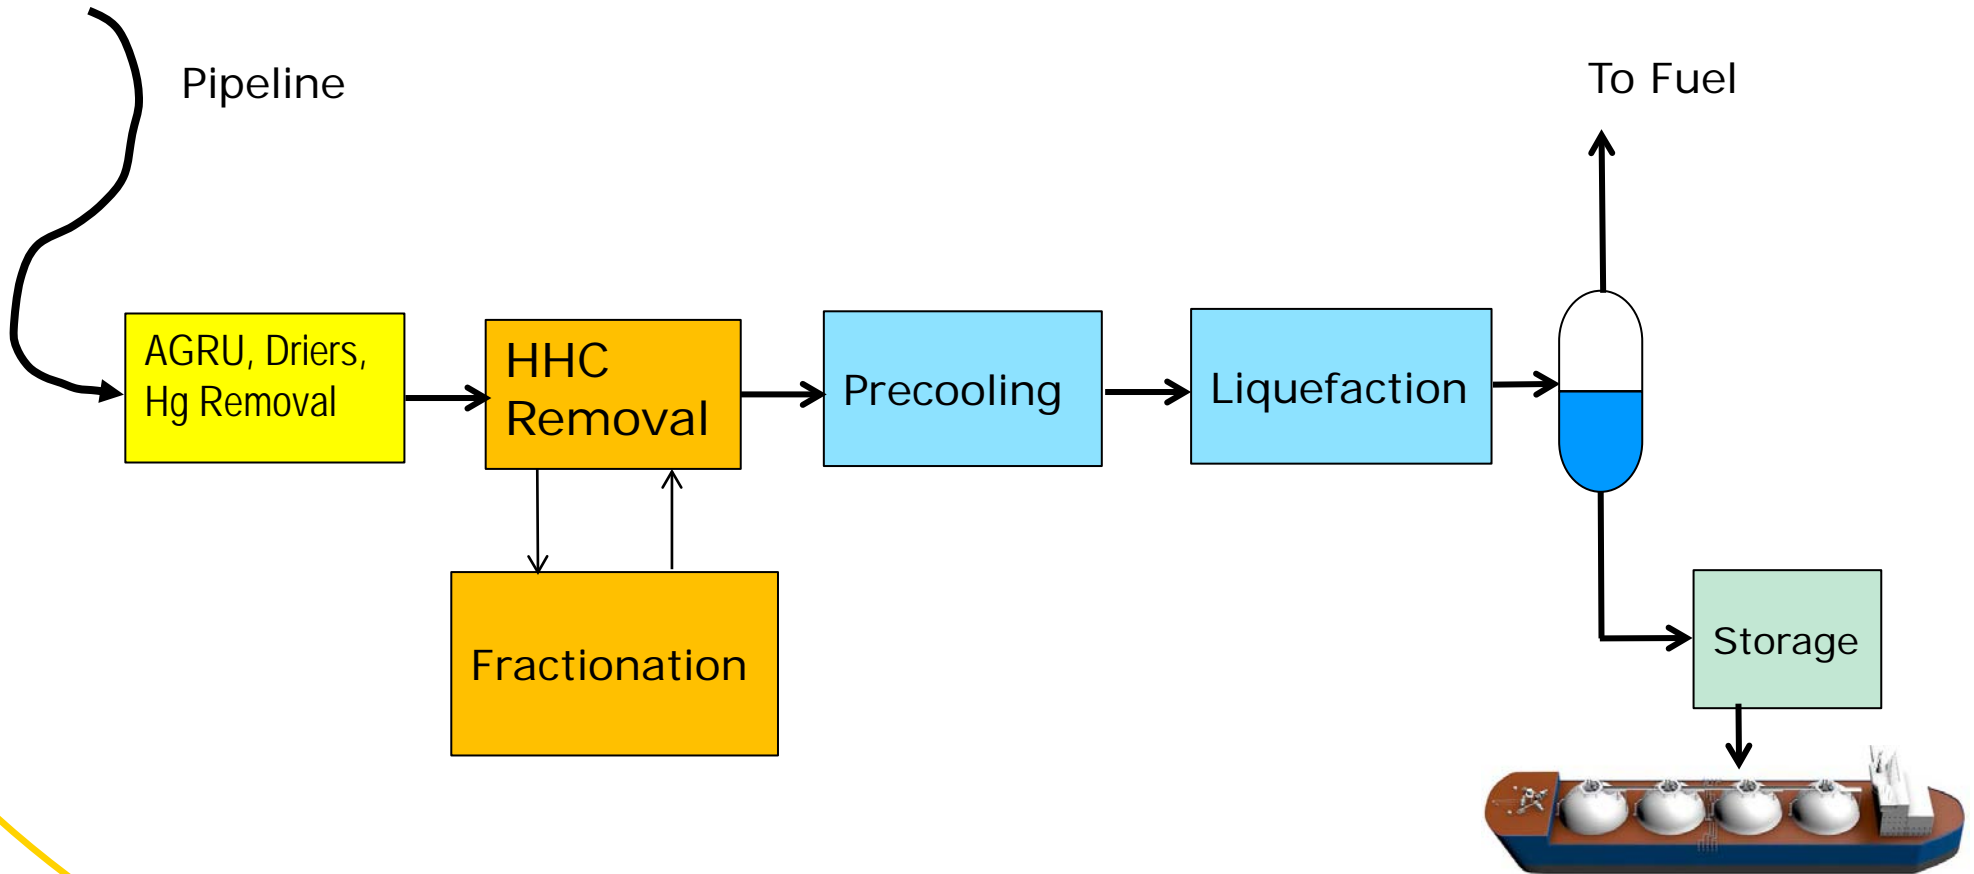 Pipeline
To Fuel
AGRU, Driers,
Hg Removal
HHC
Removal
Precooling
Liquefaction
Fractionation
Storage